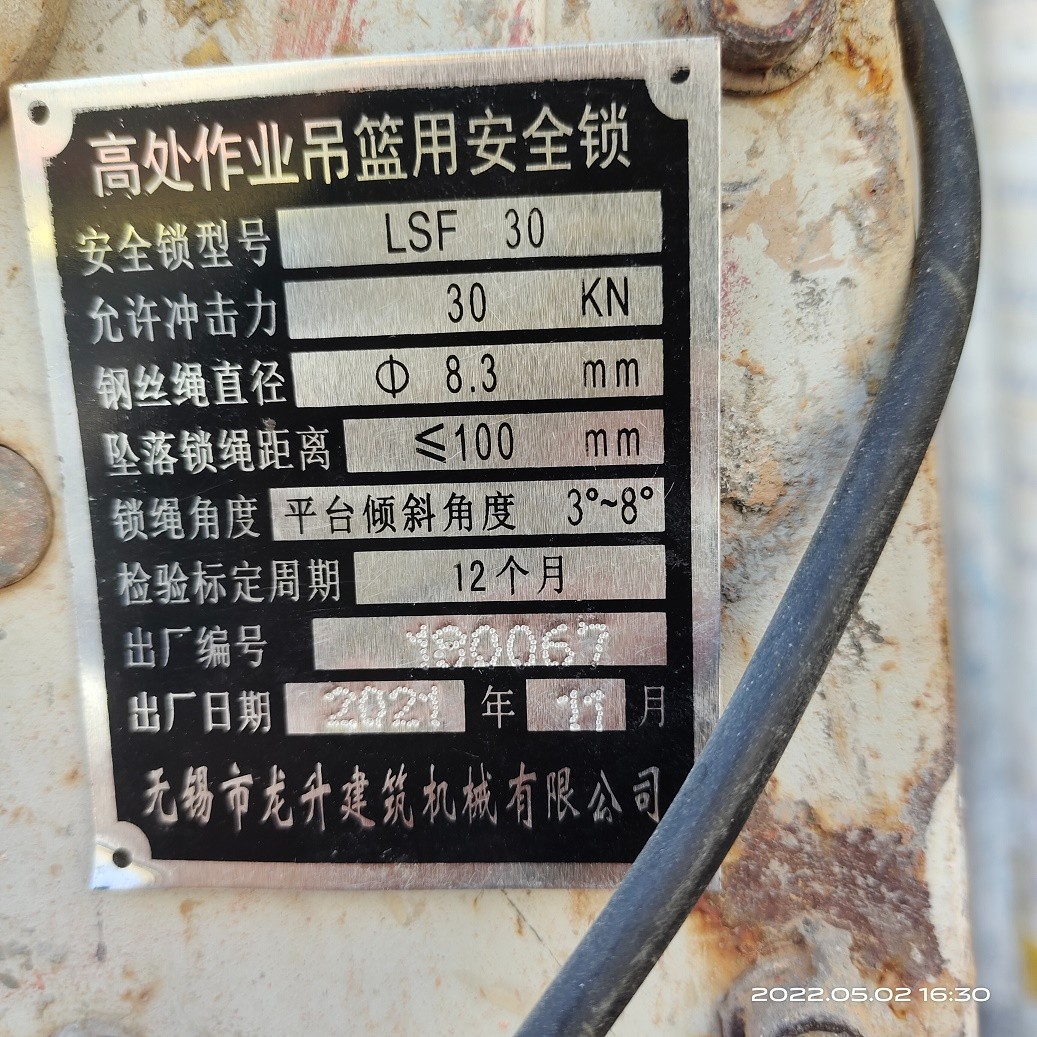 高处作业吊篮用安全锁
安全锁型号 LSF 30
允许冲击力 30 KN
钢丝绳直径 Φ 8.3 mm
坠落锁绳距离 ≤100 mm
锁绳角度 平台倾斜角度 3°~8°
检验标定周期 12个月
出厂编号 180067
出厂日期 2021 年 11 月
无锡市龙升建筑机械有限公司
2022.05.02 16:30